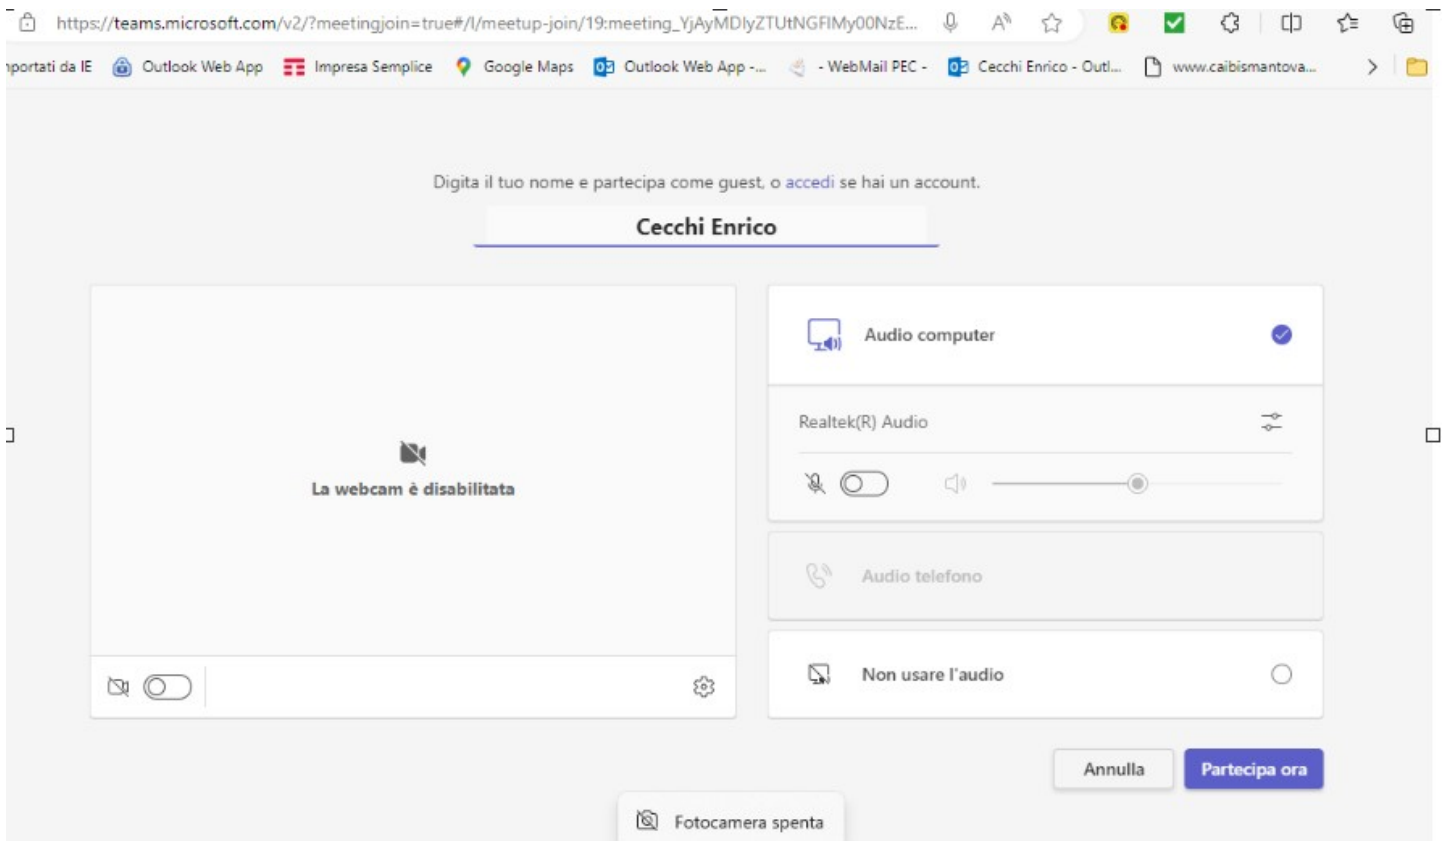 https://teams.microsoft.com/v2/?meetingjoin=true#/l/meetup-join/19:meeting_YjAyMDIyZTUtNGFlMy00NzE...
portati da IE Outlook Web App Impresa Semplice Google Maps Outlook Web App -... - WebMail PEC - Cecchi Enrico - Outl... www.caibismantova...
Digita il tuo nome e partecipa come guest, o accedi se hai un account.
Cecchi Enrico
Audio computer
Realtek(R) Audio
La webcam è disabilitata
Audio telefono
Non usare l'audio
Annulla Partecipa ora
Fotocamera spenta